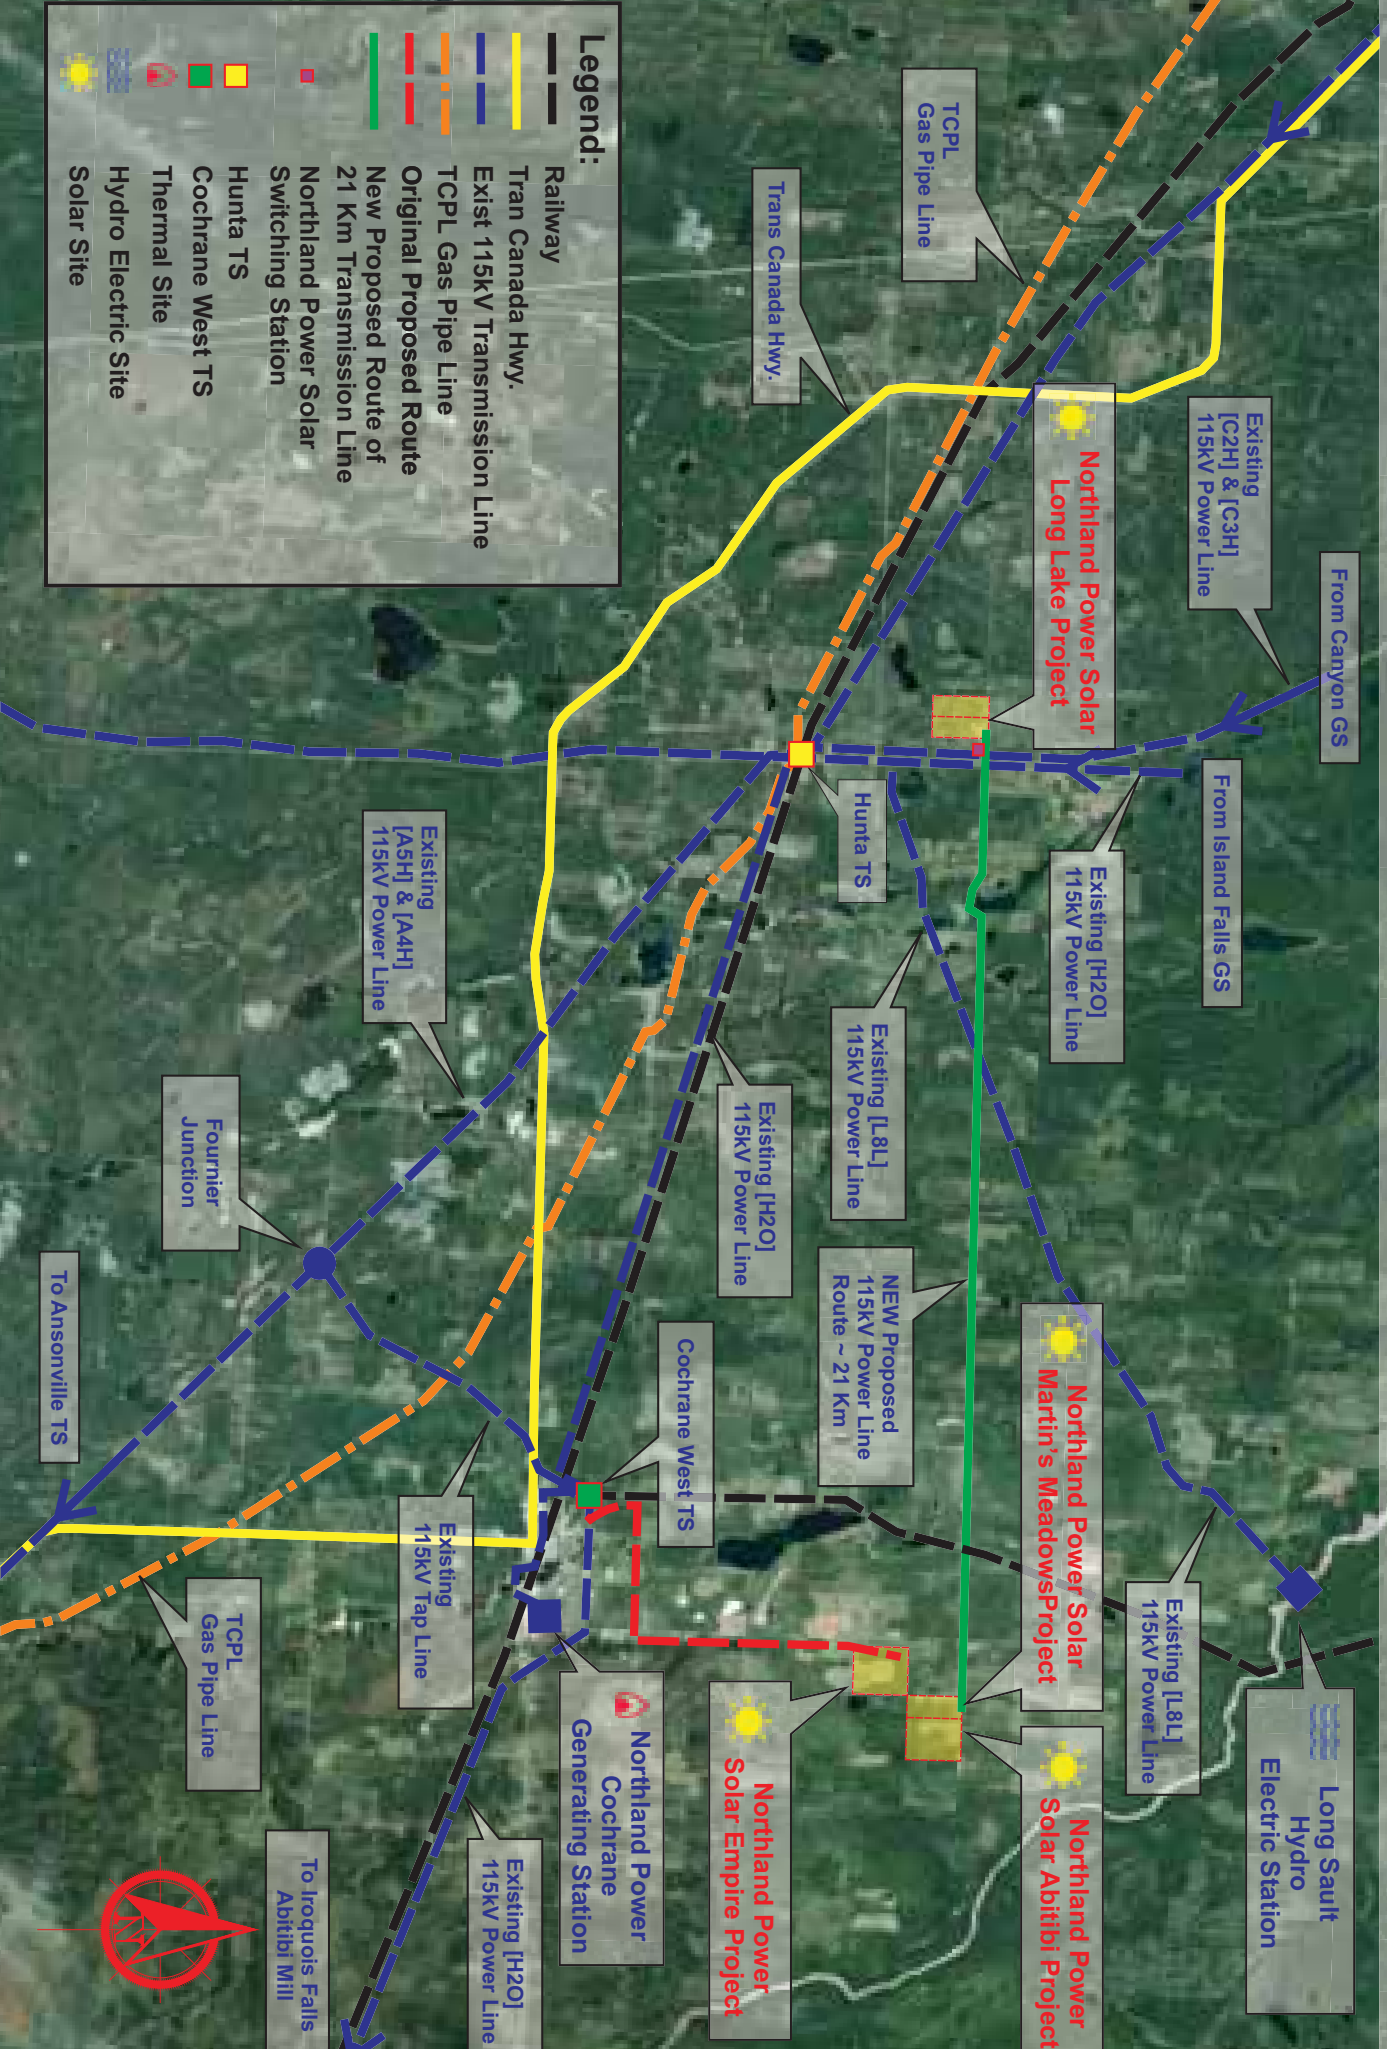 From Canyon GS
From Island Falls GS
Existing
[C2H] & [C3H]
115kV Power Line
Existing [H2O]
115kV Power Line
Northland Power Solar
Long Lake Project
TCPL
Gas Pipe Line
Trans Canada Hwy.
Hunta TS
Existing [L8L]
115kV Power Line
Existing [H2O]
115kV Power Line
NEW Proposed
115kV Power Line
Route ~ 21 Km
Northland Power Solar
Martin's MeadowsProject
Existing [L8L]
115kV Power Line
Long Sault
Hydro
Electric Station
Northland Power
Solar Abitibi Project
Northland Power
Solar Empire Project
Cochrane West TS
Northland Power
Cochrane
Generating Station
Existing
[A5H] & [A4H]
115kV Power Line
Fournier
Junction
Existing
115kV Tap Line
To Ansonville TS
TCPL
Gas Pipe Line
Existing [H2O]
115kV Power Line
To Iroquois Falls
Abitibi Mill
Legend:
Railway
Tran Canada Hwy.
Exist 115kV Transmission Line
TCPL Gas Pipe Line
Original Proposed Route
New Proposed Route of
21 Km Transmission Line
Northland Power Solar
Switching Station
Hunta TS
Cochrane West TS
Thermal Site
Hydro Electric Site
Solar Site